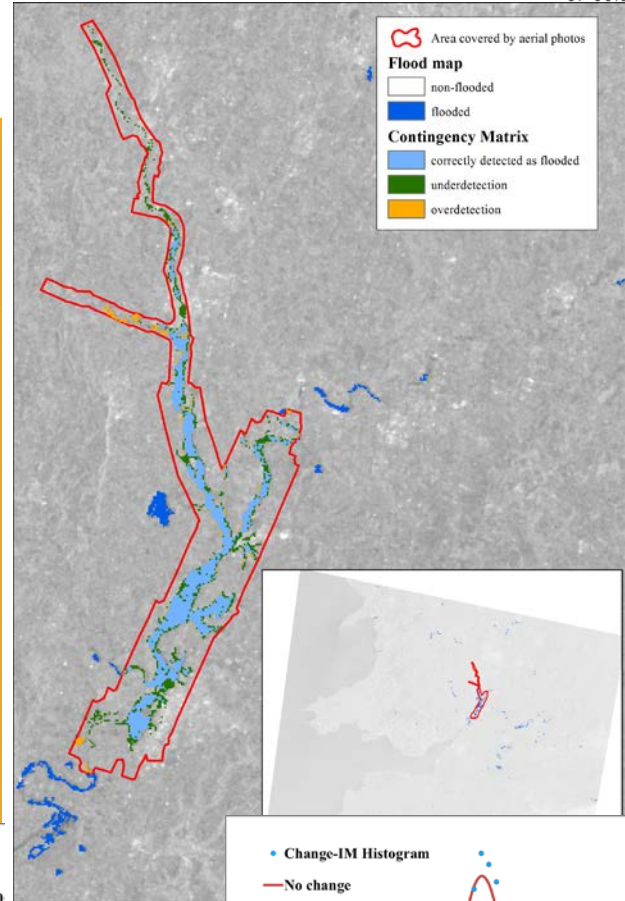 Area covered by aerial photos
Flood map
non-flooded
flooded
Contingency Matrix
correctly detected as flooded
underdetection
overdetection
Change-IM Histogram
No change